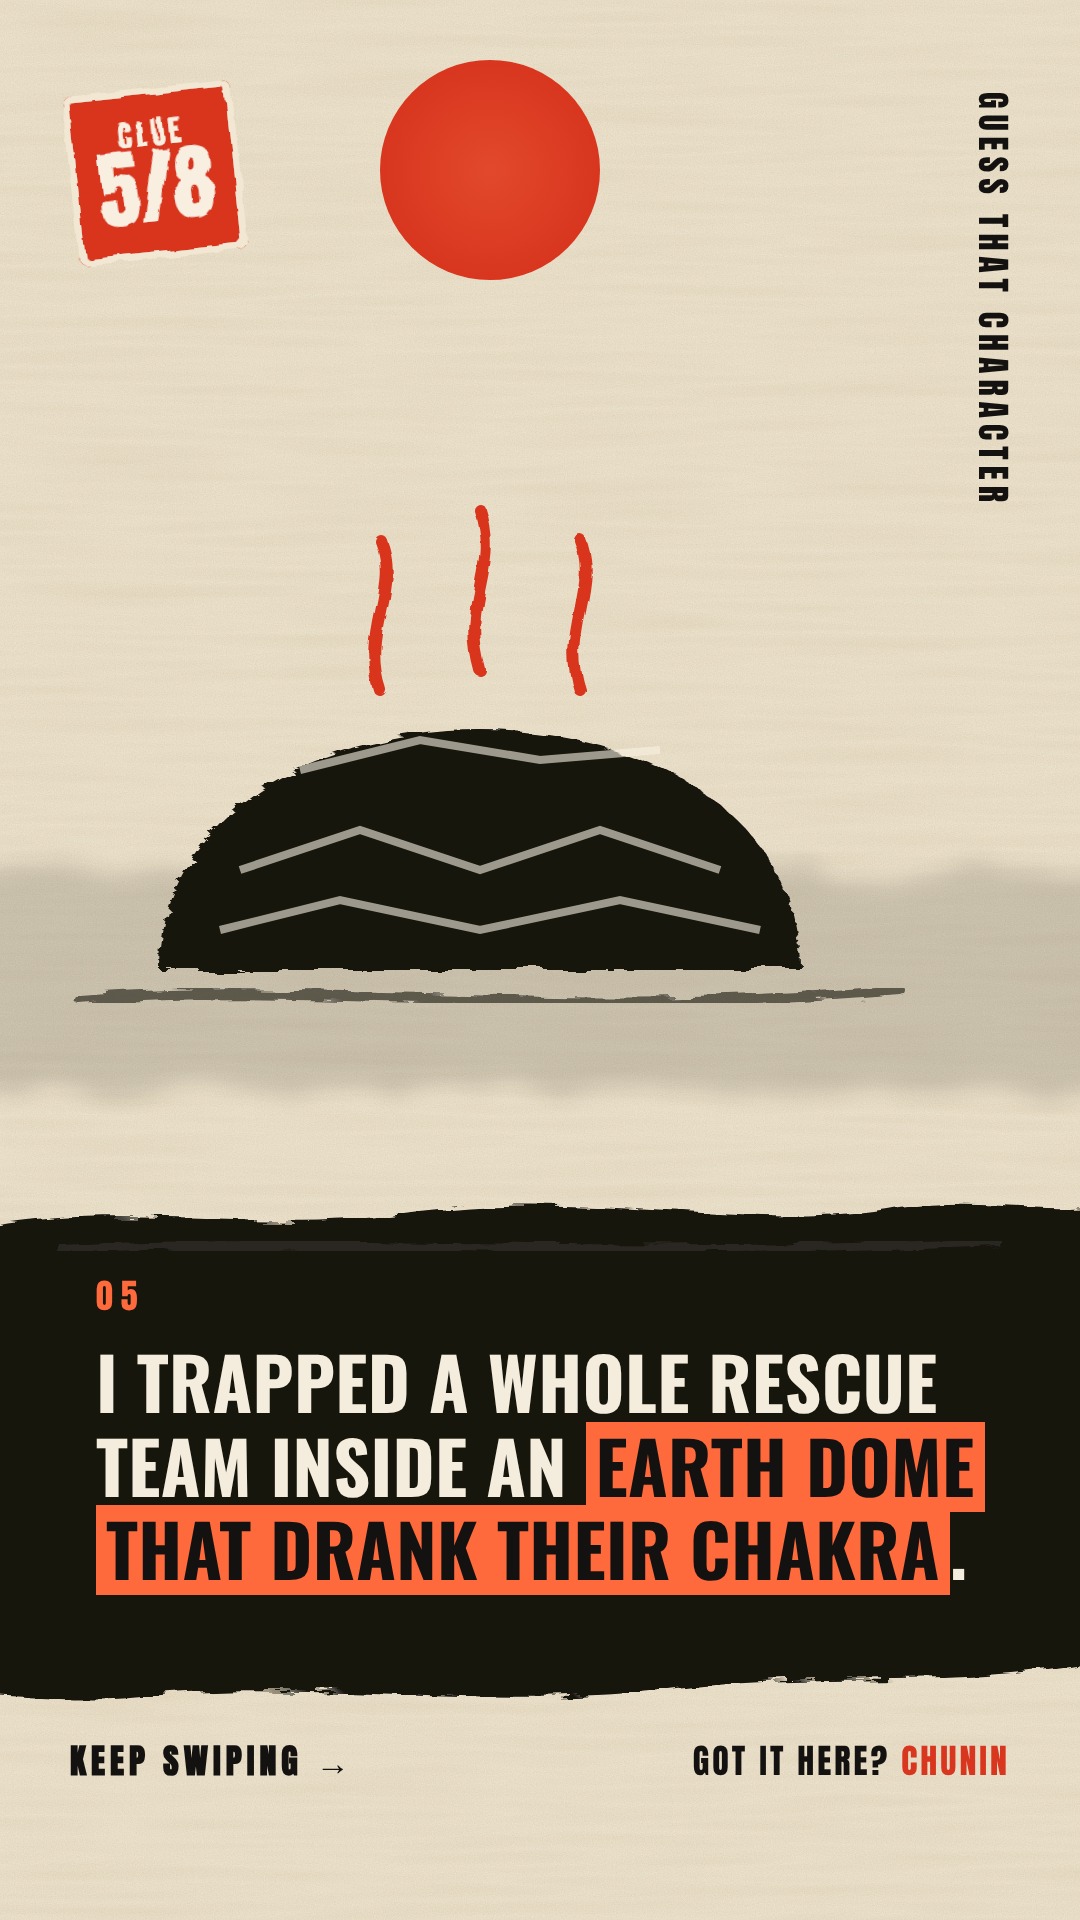 CLUE
5/8
GUESS THAT CHARACTER
05
I TRAPPED A WHOLE RESCUE
TEAM INSIDE AN EARTH DOME
THAT DRANK THEIR CHAKRA.
KEEP SWIPING →
GOT IT HERE? CHUNIN